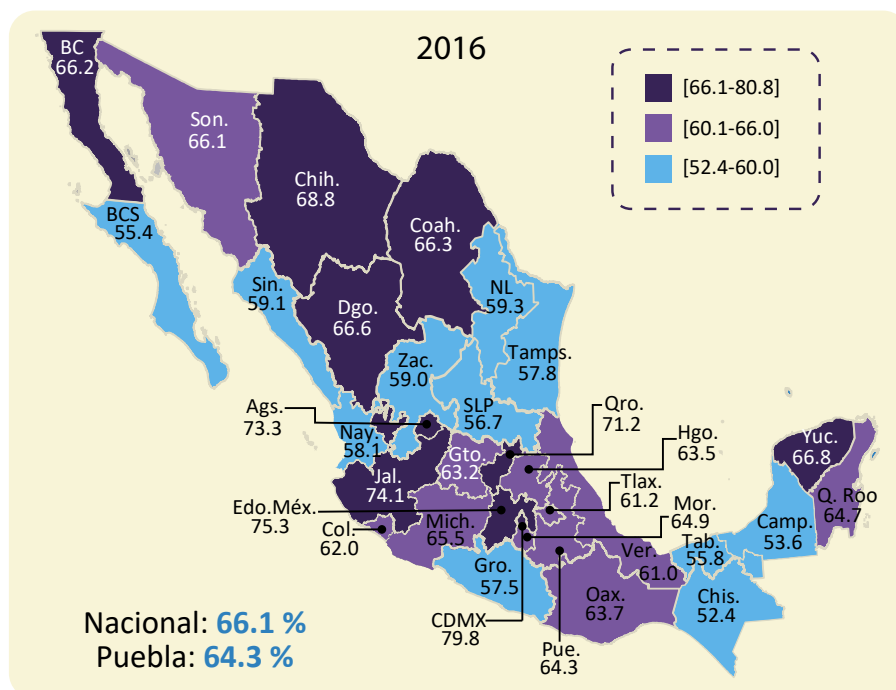 2016
[66.1-80.8]
[60.1-66.0]
[52.4-60.0]
BC
66.2
Son.
66.1
Chih.
68.8
BCS
55.4
Coah.
66.3
Sin.
59.1
NL
59.3
Dgo.
66.6
Zac.
59.0
Tamps.
57.8
Ags.
73.3
SLP
56.7
Qro.
71.2
Nay.
58.1
Gto.
63.2
Hgo.
63.5
Yuc.
66.8
Jal.
74.1
Tlax.
61.2
Q. Roo
64.7
Edo.Méx.
75.3
Mich.
65.5
Mor.
64.9
Camp.
53.6
Col.
62.0
Ver.
61.0
Tab.
55.8
Gro.
57.5
Oax.
63.7
Chis.
52.4
CDMX
79.8
Pue.
64.3
Nacional: 66.1 %
Puebla: 64.3 %